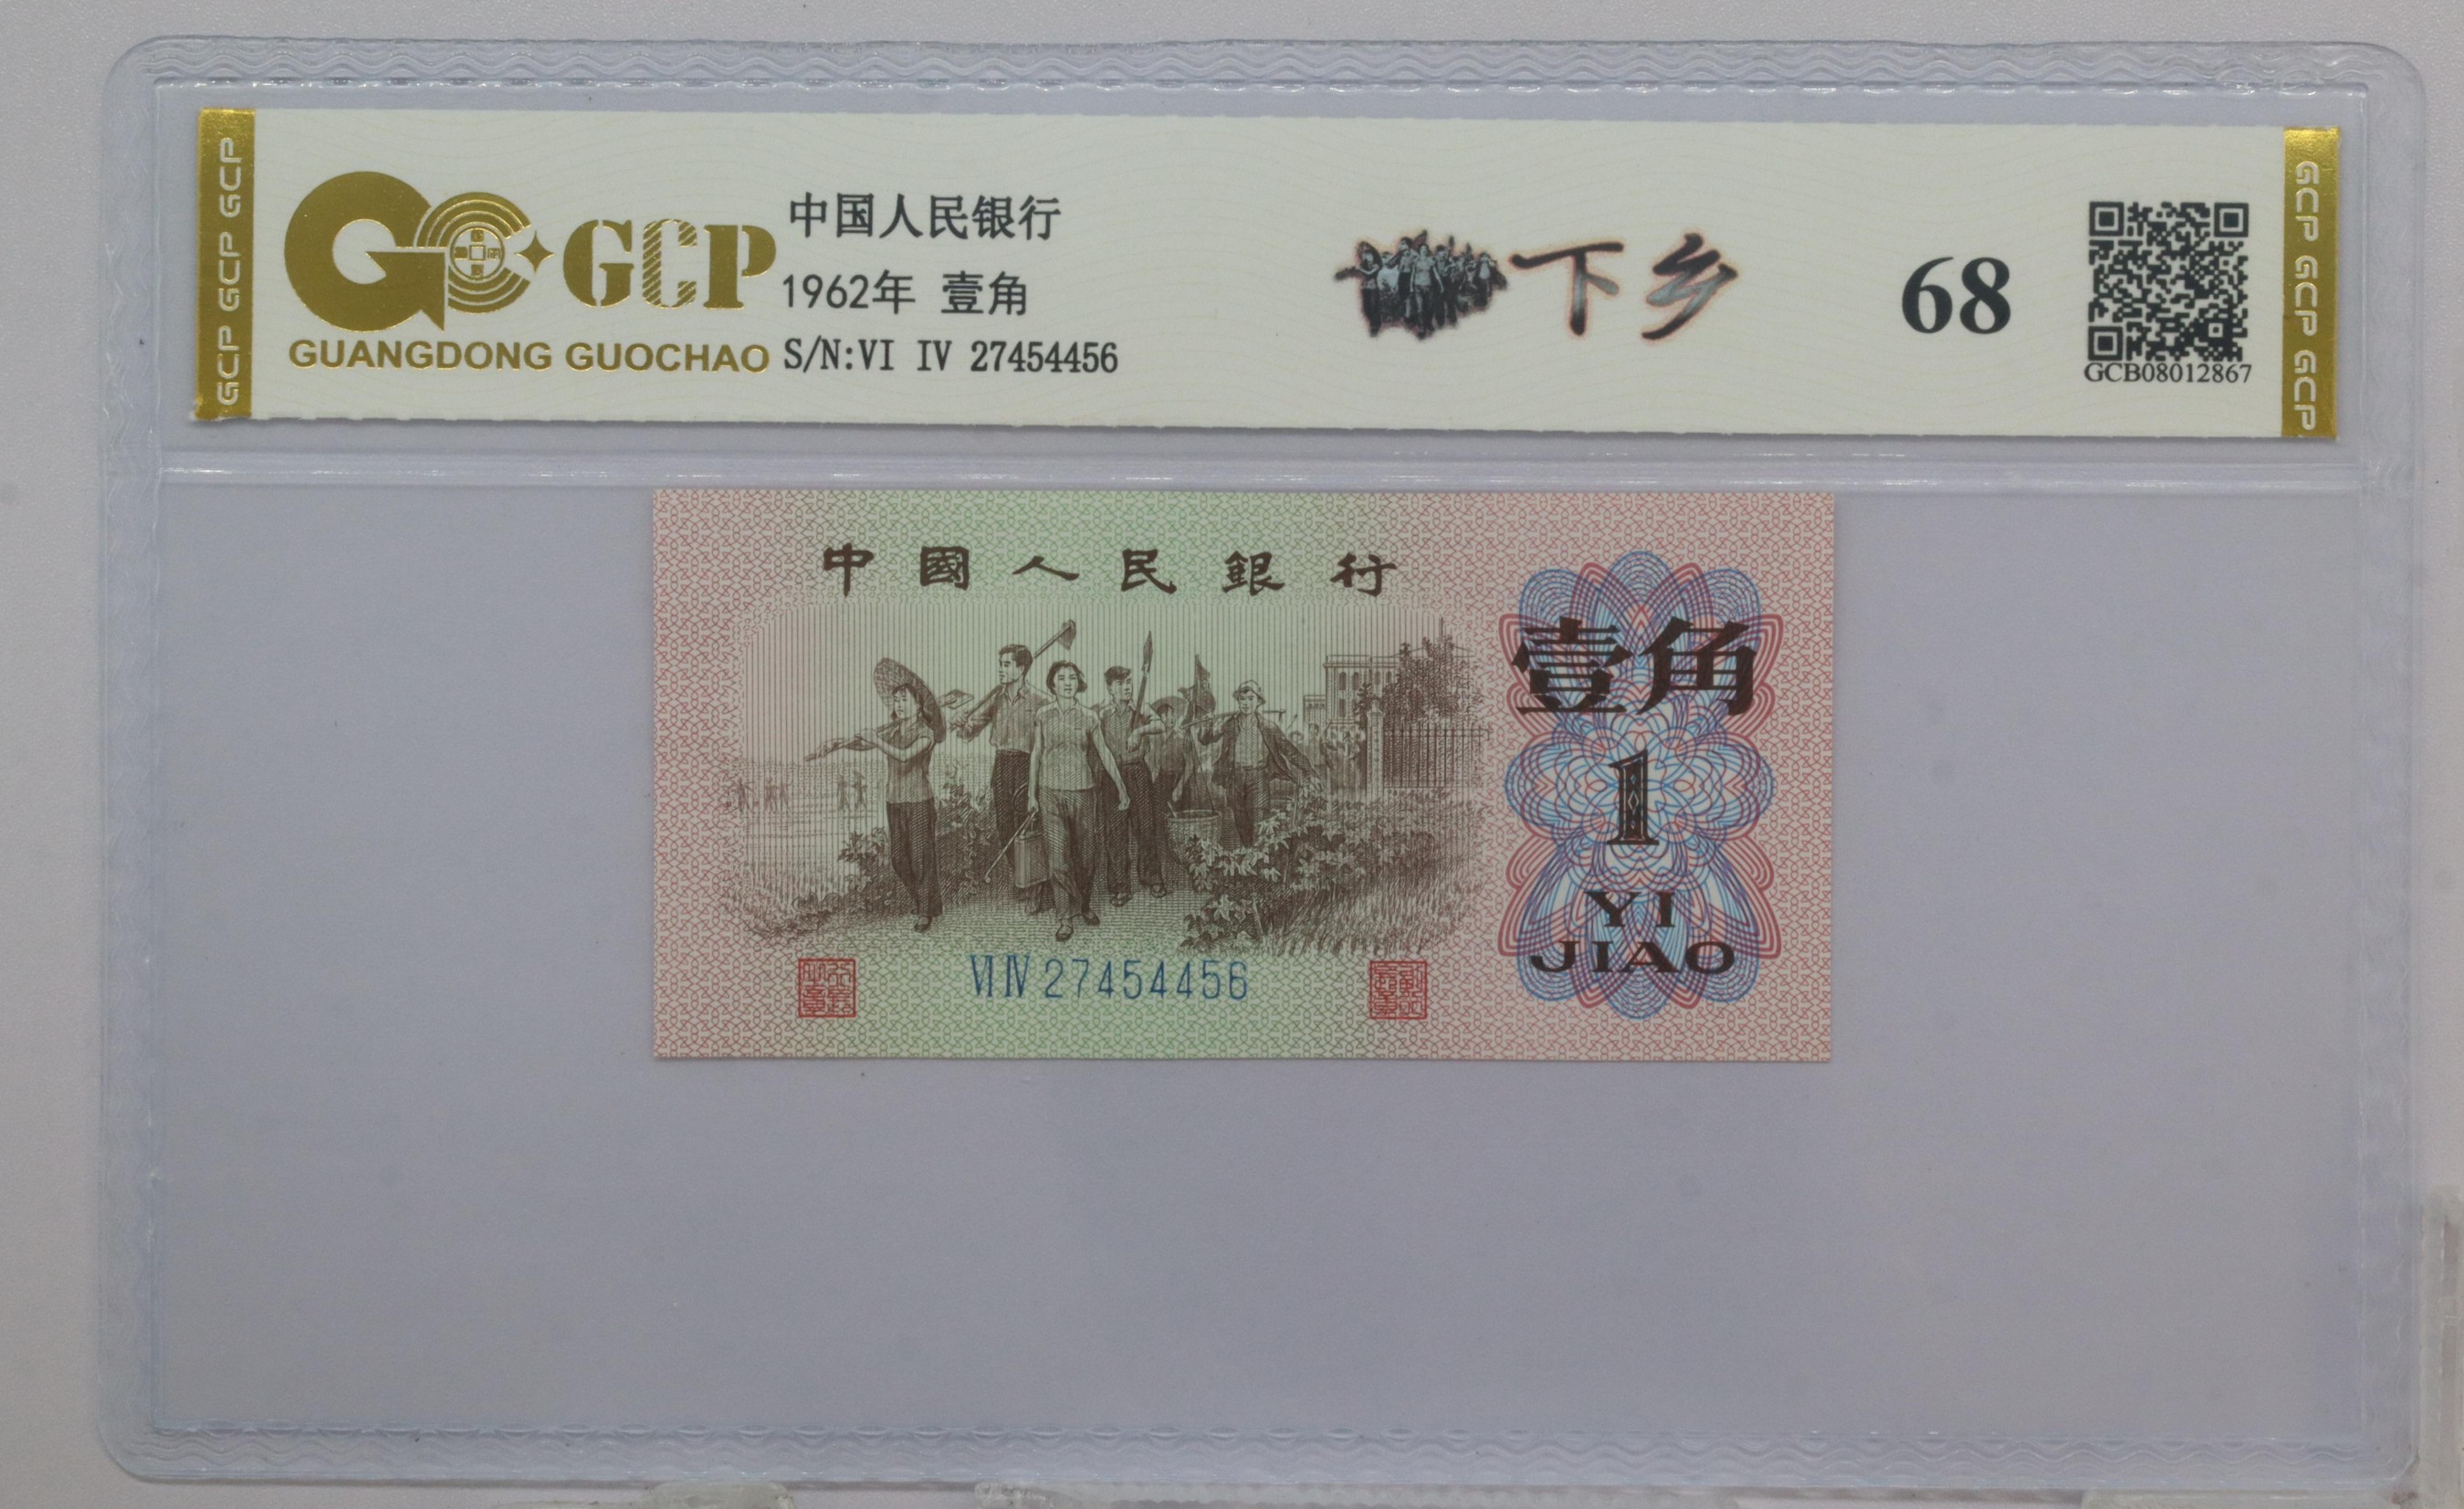 GCP GCP GCP
GCP
GUANGDONG GUOCHAO
中国人民银行
1962年 壹角
S/N:VI IV 27454456
下乡
68
GCB08012867
GCP GCP GCP
中國人民銀行
壹角
1
YI
JIAO
VI IV 27454456